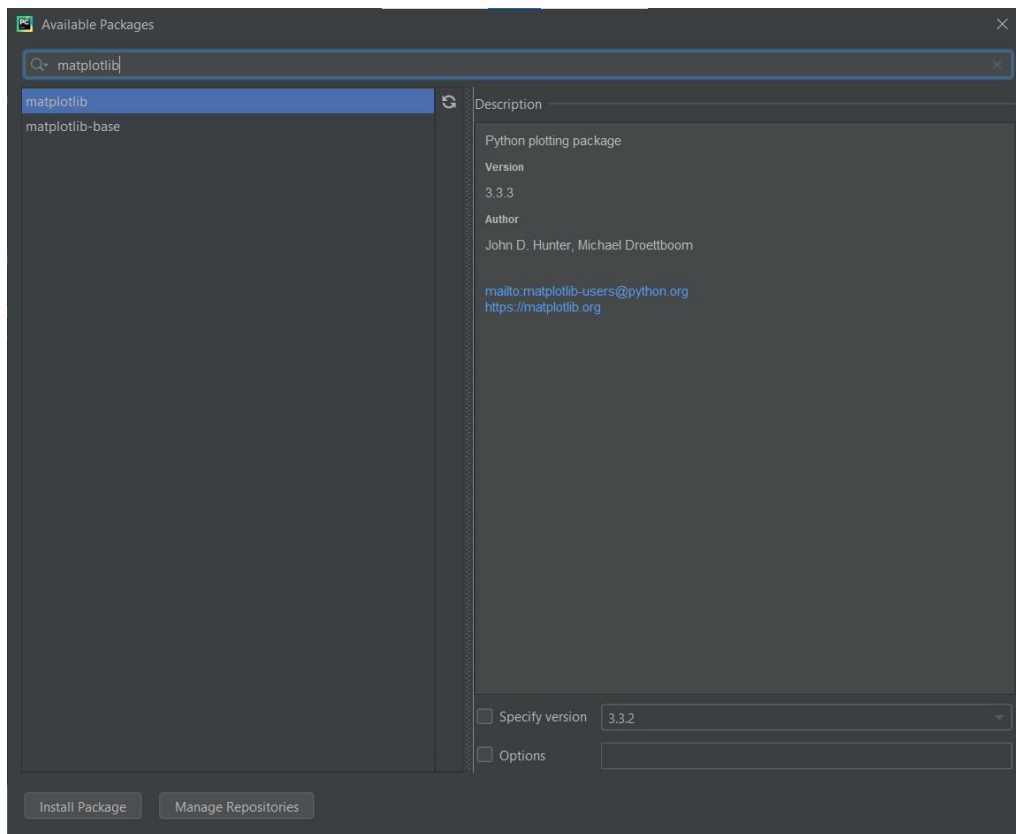 PC Available Packages
matplotlib
matplotlib
matplotlib-base
Description
Python plotting package
Version
3.3.3
Author
John D. Hunter, Michael Droettboom
mailto:matplotlib-users@python.org
https://matplotlib.org
Specify version 3.3.2
Options
Install Package Manage Repositories